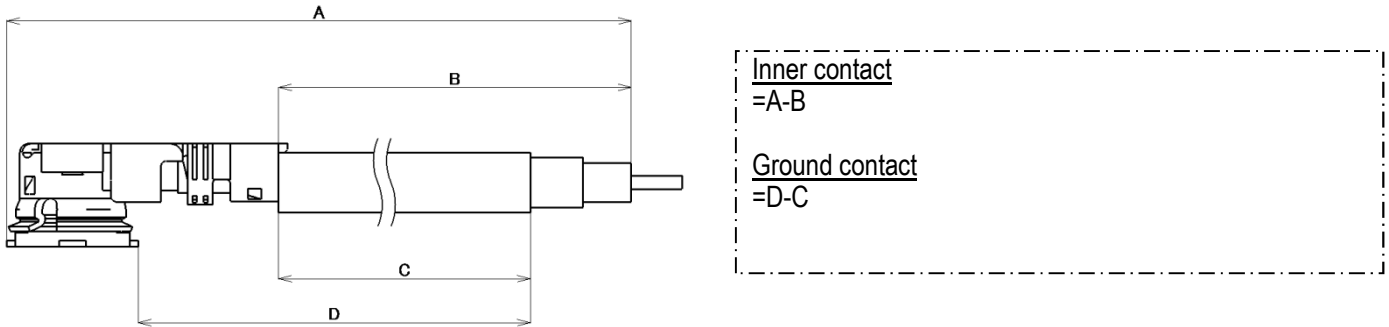 A
B
C
D
Inner contact
=A-B
Ground contact
=D-C